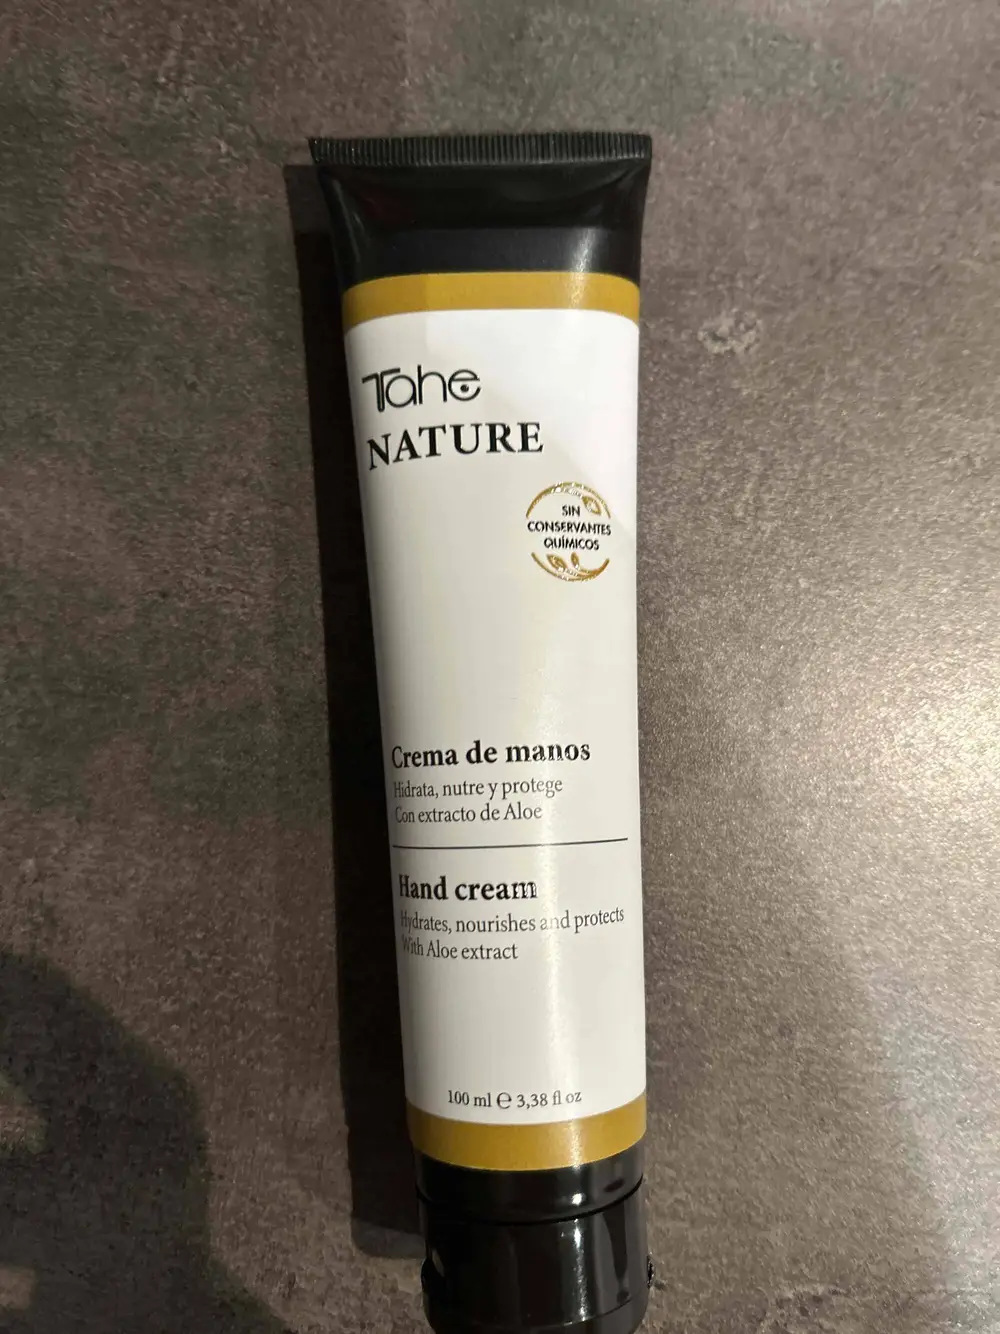 Tahe
NATURE
SIN
CONSERVANTES
QUÍMICOS
Crema de manos
Hidrata, nutre y protege
Con extracto de Aloe
Hand cream
Hydrates, nourishes and protects
With Aloe extract
100 ml ℮ 3,38 fl oz